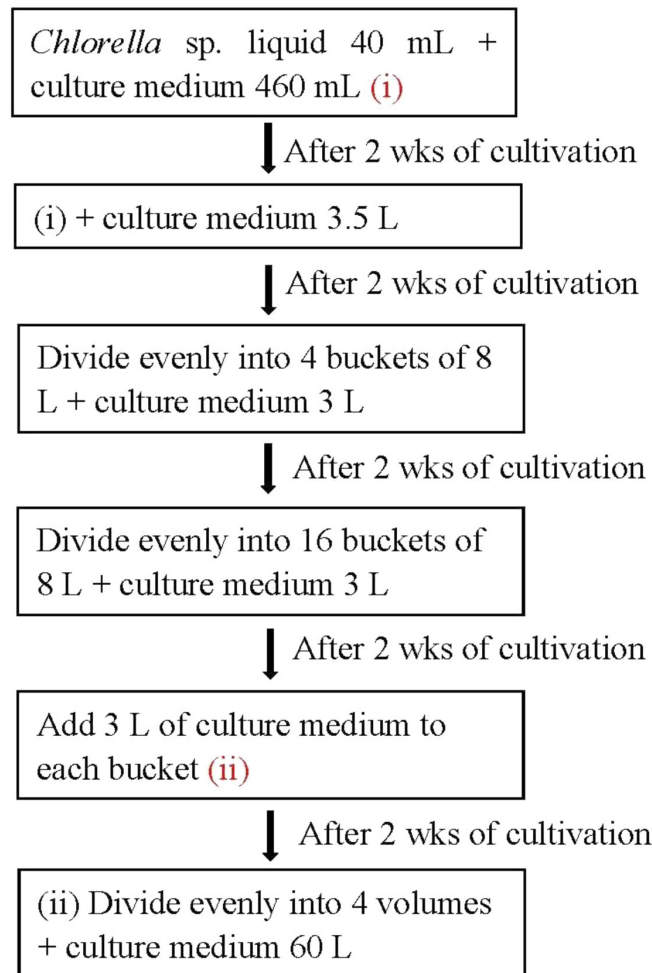 Chlorella sp. liquid 40 mL +
culture medium 460 mL (i)
After 2 wks of cultivation
(i) + culture medium 3.5 L
After 2 wks of cultivation
Divide evenly into 4 buckets of 8
L + culture medium 3 L
After 2 wks of cultivation
Divide evenly into 16 buckets of
8 L + culture medium 3 L
After 2 wks of cultivation
Add 3 L of culture medium to
each bucket (ii)
After 2 wks of cultivation
(ii) Divide evenly into 4 volumes
+ culture medium 60 L